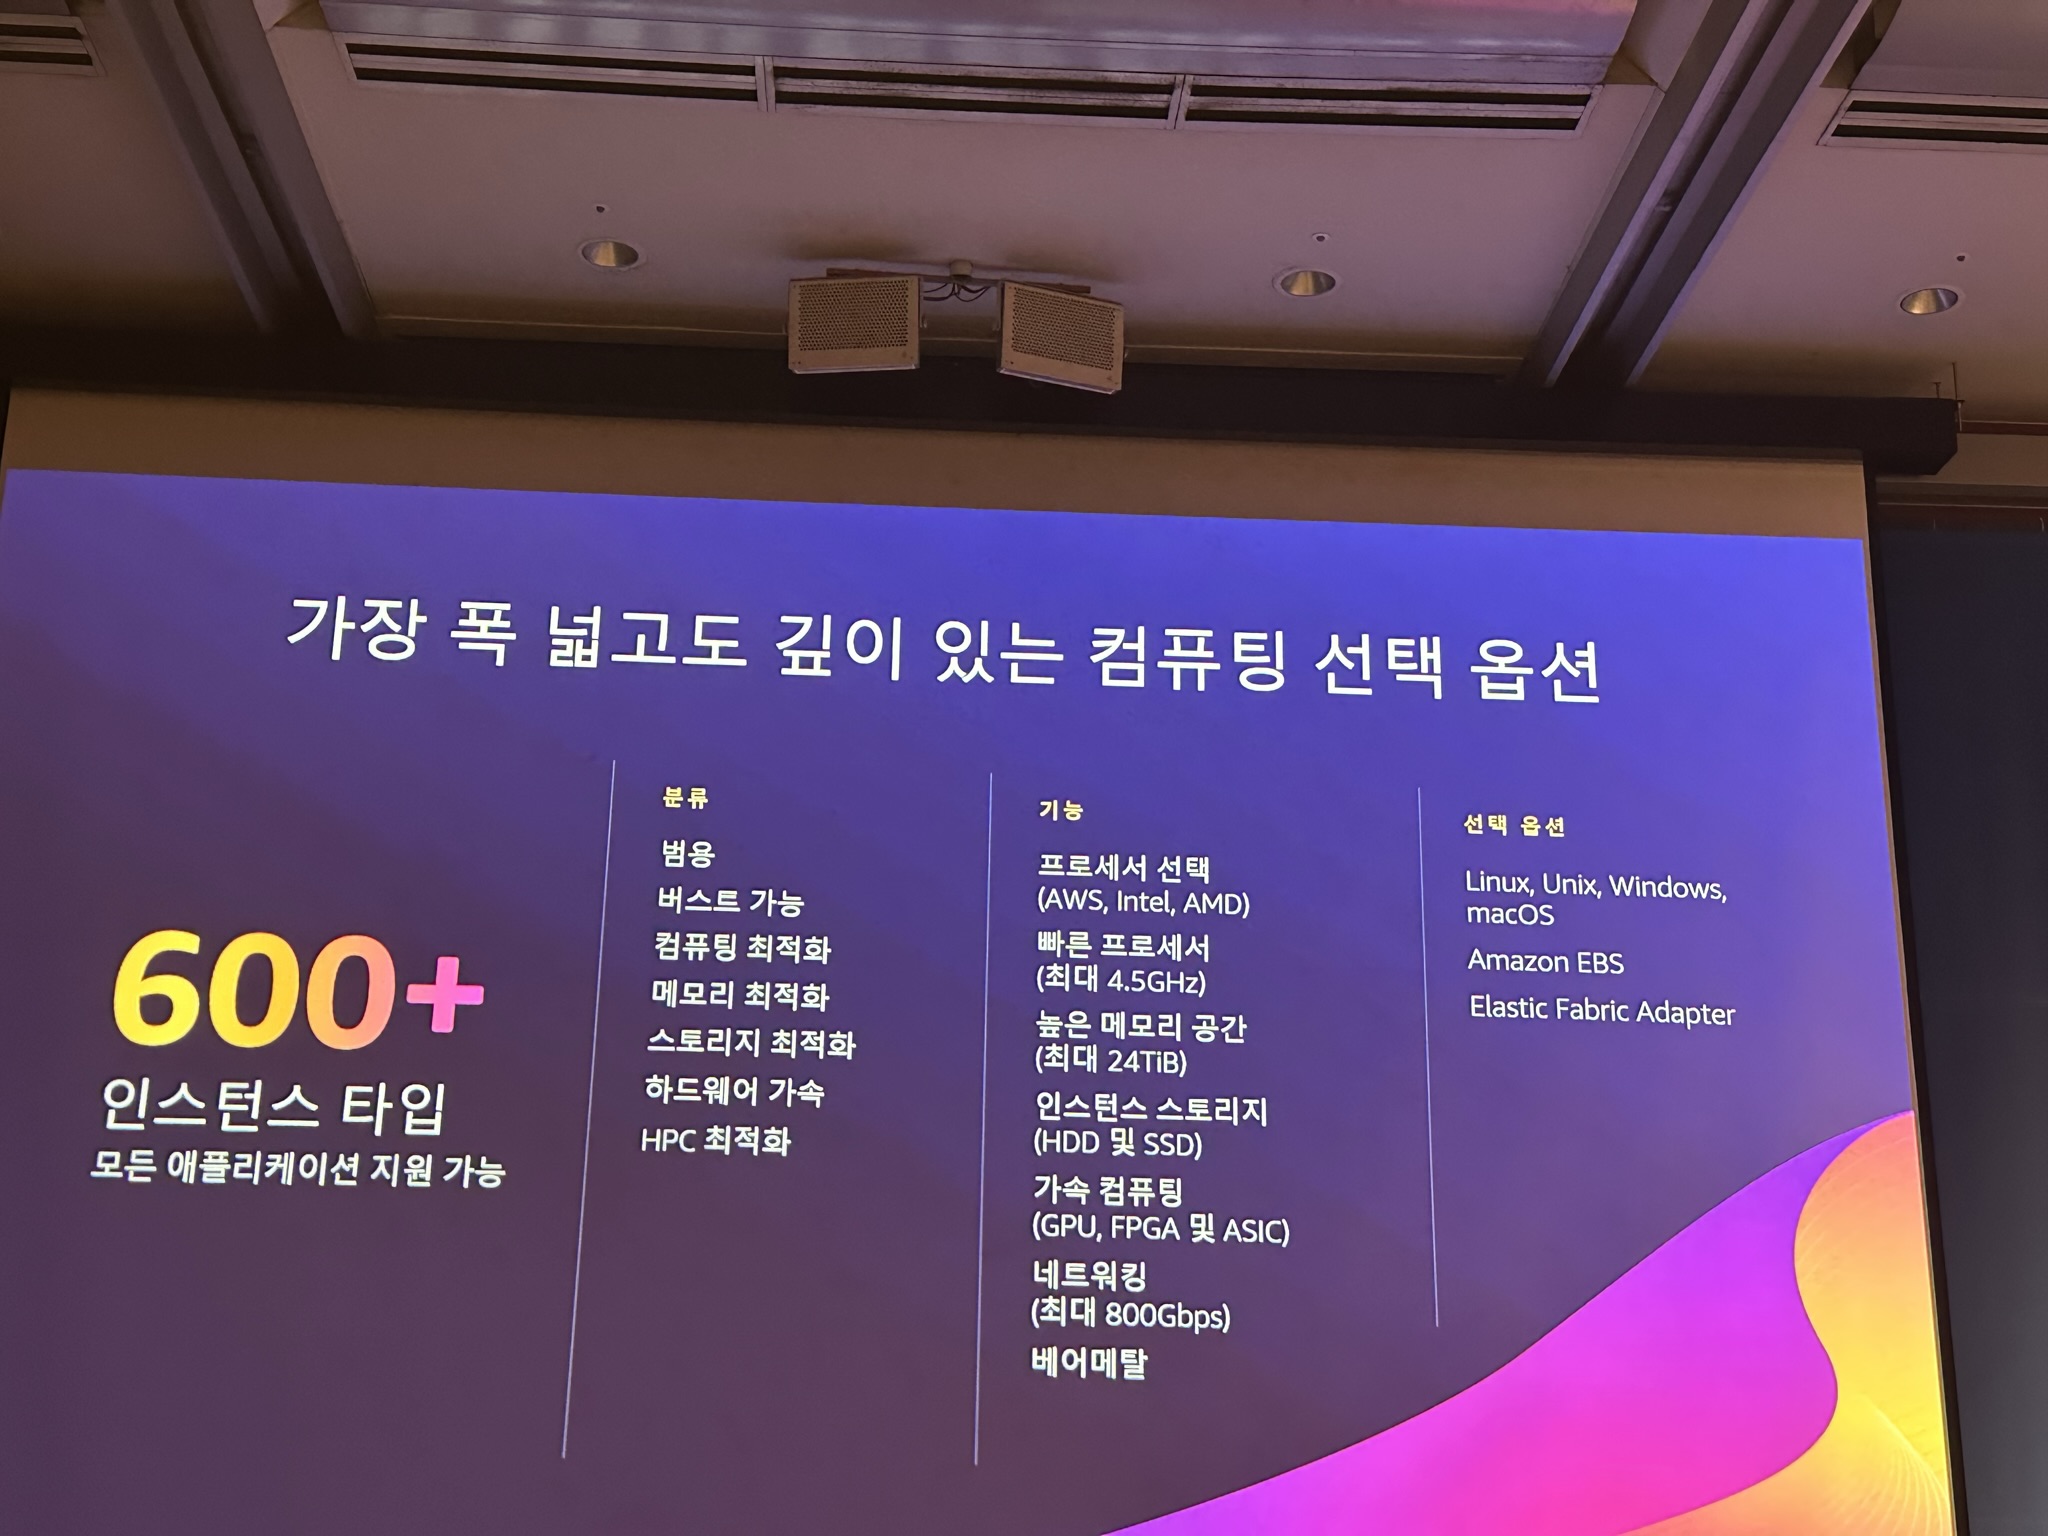 가장 폭 넓고도 깊이 있는 컴퓨팅 선택 옵션
600+
인스턴스 타입
모든 애플리케이션 지원 가능
분류
범용
버스트 가능
컴퓨팅 최적화
메모리 최적화
스토리지 최적화
하드웨어 가속
HPC 최적화
기능
프로세서 선택
(AWS, Intel, AMD)
빠른 프로세서
(최대 4.5GHz)
높은 메모리 공간
(최대 24TiB)
인스턴스 스토리지
(HDD 및 SSD)
가속 컴퓨팅
(GPU, FPGA 및 ASIC)
네트워킹
(최대 800Gbps)
베어메탈
선택 옵션
Linux, Unix, Windows,
macOS
Amazon EBS
Elastic Fabric Adapter